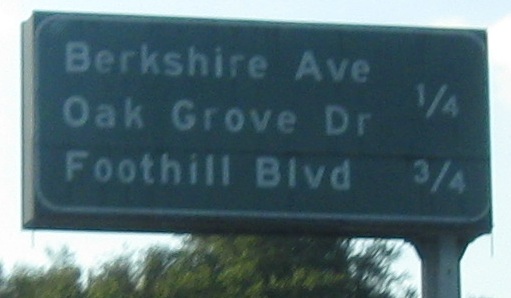 Berkshire Ave
Oak Grove Dr 1/4
Foothill Blvd 3/4